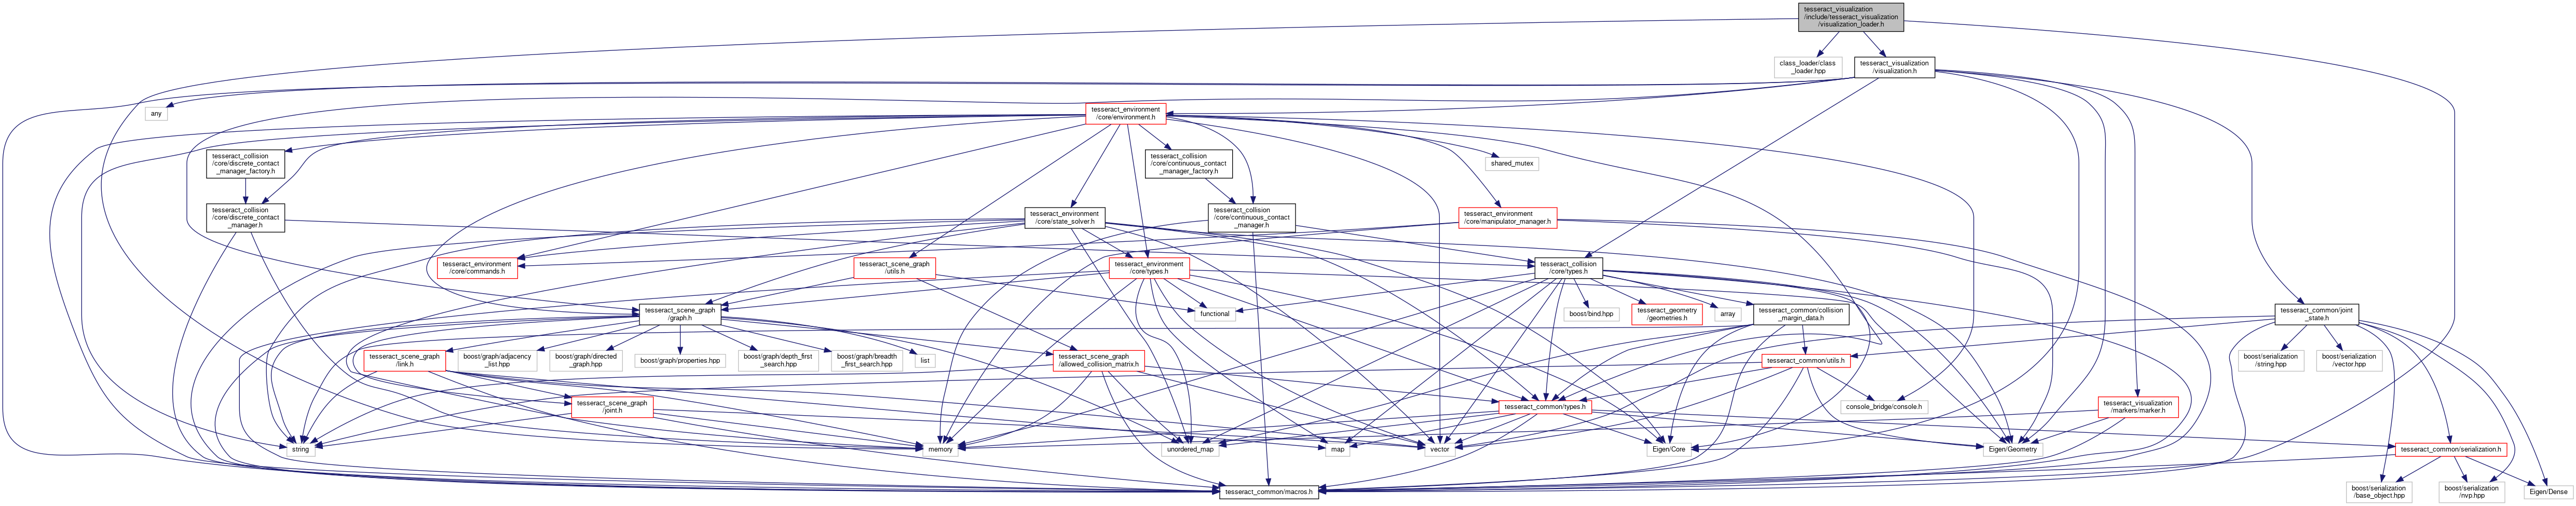 tesseract_visualization
/include/tesseract_visualization
/visualization_loader.h
class_loader/class
_loader.hpp
tesseract_visualization
/visualization.h
any
tesseract_environment
/core/environment.h
tesseract_collision
/core/discrete_contact
_manager_factory.h
tesseract_collision
/core/continuous_contact
_manager_factory.h
shared_mutex
tesseract_collision
/core/discrete_contact
_manager.h
tesseract_environment
/core/state_solver.h
tesseract_collision
/core/continuous_contact
_manager.h
tesseract_environment
/core/manipulator_manager.h
tesseract_environment
/core/commands.h
tesseract_scene_graph
/utils.h
tesseract_environment
/core/types.h
tesseract_collision
/core/types.h
tesseract_scene_graph
/graph.h
functional
boost/bind.hpp
tesseract_geometry
/geometries.h
array
tesseract_common/collision
_margin_data.h
tesseract_common/joint
_state.h
tesseract_scene_graph
/link.h
boost/graph/adjacency
_list.hpp
boost/graph/directed
_graph.hpp
boost/graph/properties.hpp
boost/graph/depth_first
_search.hpp
boost/graph/breadth
_first_search.hpp
list
tesseract_scene_graph
/allowed_collision_matrix.h
tesseract_common/utils.h
boost/serialization
/string.hpp
boost/serialization
/vector.hpp
tesseract_scene_graph
/joint.h
tesseract_common/types.h
console_bridge/console.h
tesseract_visualization
/markers/marker.h
string
memory
unordered_map
map
vector
Eigen/Core
Eigen/Geometry
tesseract_common/serialization.h
tesseract_common/macros.h
boost/serialization
/base_object.hpp
boost/serialization
/nvp.hpp
Eigen/Dense